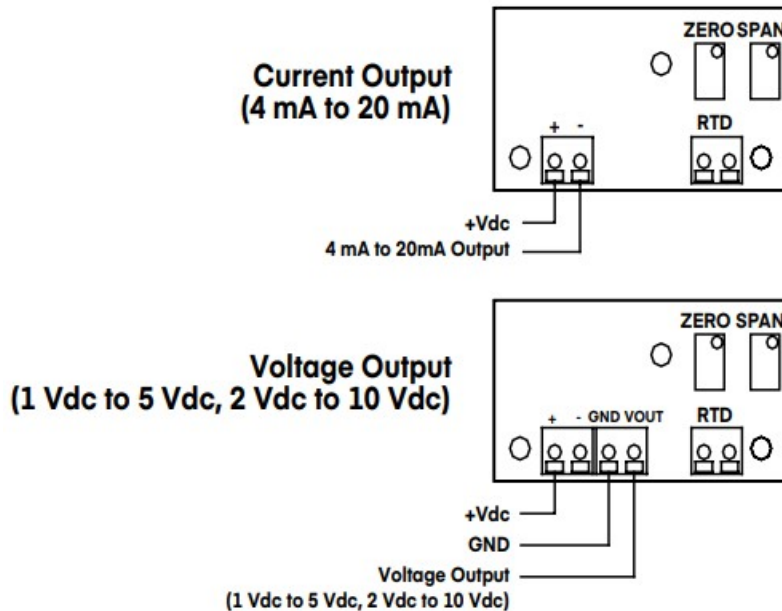 ZERO SPAN
Current Output
(4 mA to 20 mA)
+ -
RTD
+Vdc
4 mA to 20mA Output
ZERO SPAN
Voltage Output
(1 Vdc to 5 Vdc, 2 Vdc to 10 Vdc)
+ - GND VOUT
RTD
+Vdc
GND
Voltage Output
(1 Vdc to 5 Vdc, 2 Vdc to 10 Vdc)